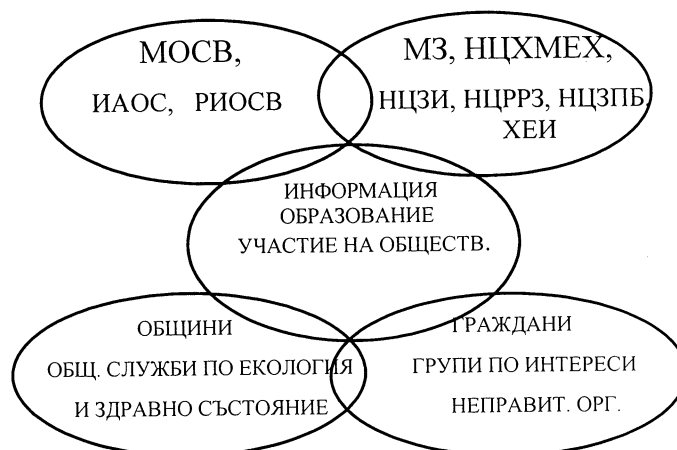 МОСВ,
ИАОС, РИОСВ
МЗ, НЦХМЕХ,
НЦЗИ, НЦРРЗ, НЦЗПБ,
ХЕИ
ИНФОРМАЦИЯ
ОБРАЗОВАНИЕ
УЧАСТИЕ НА ОБЩЕСТВ.
ОБЩИНИ
ОБЩ. СЛУЖБИ ПО ЕКОЛОГИЯ
И ЗДРАВНО СЪСТОЯНИЕ
ГРАЖДАНИ
ГРУПИ ПО ИНТЕРЕСИ
НЕПРАВИТ. ОРГ.